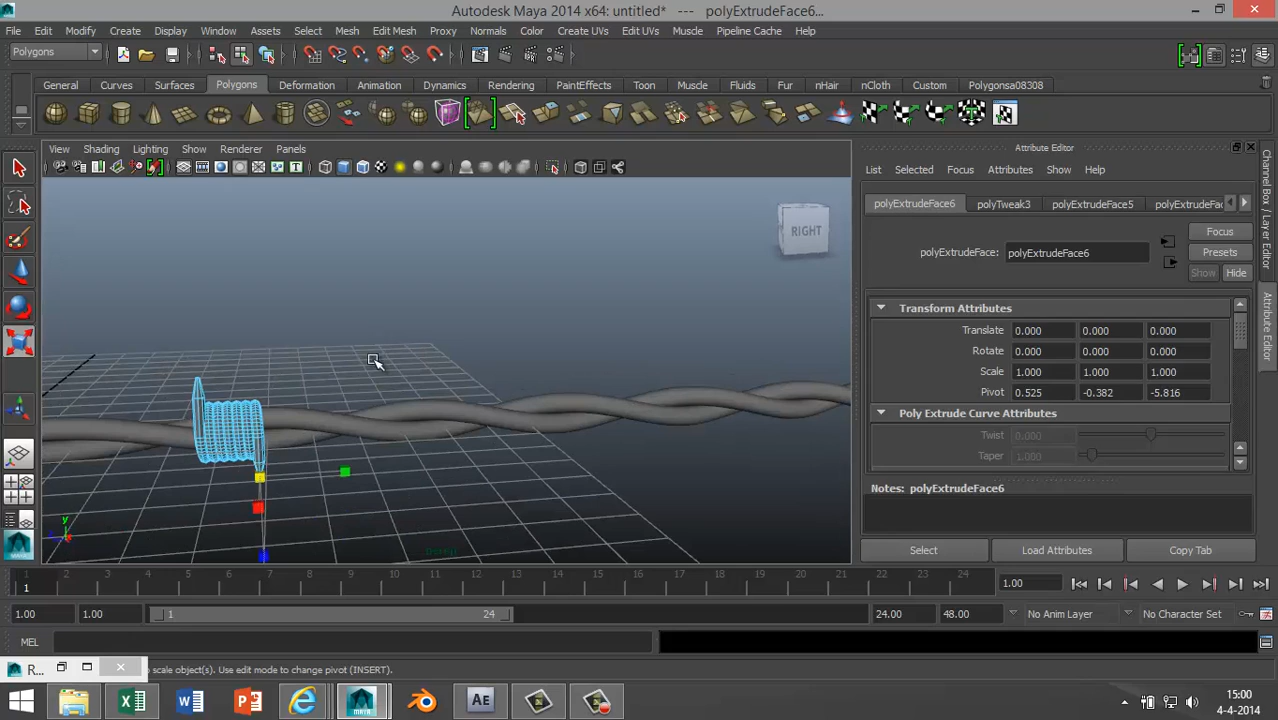 Autodesk Maya 2014 x64: untitled* --- polyExtrudeFace6...
File Edit Modify Create Display Window Assets Select Mesh Edit Mesh Proxy Normals Color Create UVs Edit UVs Muscle Pipeline Cache Help
Polygons
General Curves Surfaces Polygons Deformation Animation Dynamics Rendering PaintEffects Toon Muscle Fluids Fur nHair nCloth Custom Polygonsa08308
View Shading Lighting Show Renderer Panels
Attribute Editor
List Selected Focus Attributes Show Help
polyExtrudeFace6 polyTweak3 polyExtrudeFace5 polyExtrudeFac
Focus
polyExtrudeFace: polyExtrudeFace6
Presets
Show Hide
Transform Attributes
Translate 0.000 0.000 0.000
Rotate 0.000 0.000 0.000
Scale 1.000 1.000 1.000
Pivot 0.525 -0.382 -5.816
Poly Extrude Curve Attributes
Twist 0.000
Taper 1.000
Notes: polyExtrudeFace6
Select Load Attributes Copy Tab
Channel Box / Layer Editor
Attribute Editor
RIGHT
y
1 2 3 4 5 6 7 8 9 10 11 12 13 14 15 16 17 18 19 20 21 22 23 24
1 1.00
1.00 1.00 1 24 24.00 48.00 No Anim Layer No Character Set
MEL
R... to scale object(s). Use edit mode to change pivot (INSERT).
15:00
4-4-2014